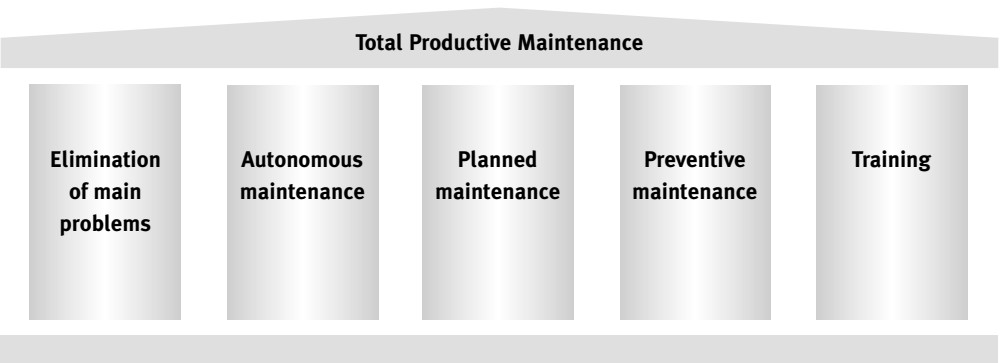 Total Productive Maintenance
Elimination
of main
problems
Autonomous
maintenance
Planned
maintenance
Preventive
maintenance
Training